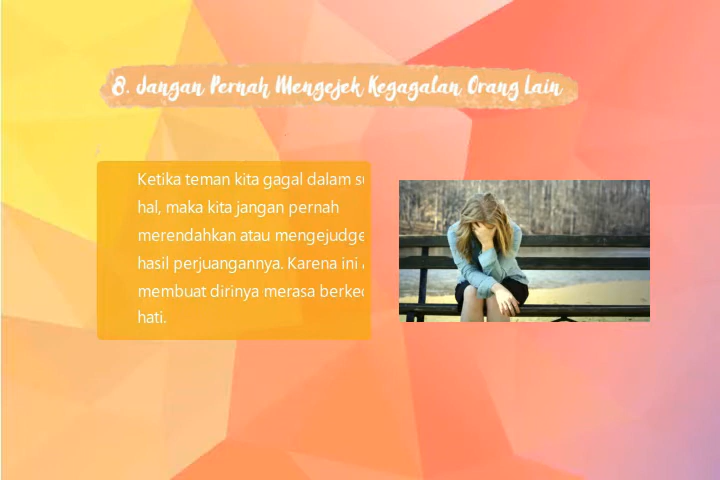 8. Jangan Pernah Mengejek Kegagalan Orang Lain
Ketika teman kita gagal dalam
hal, maka kita jangan pernah
merendahkan atau mengejudge
hasil perjuangannya. Karena ini
membuat dirinya merasa
hati.